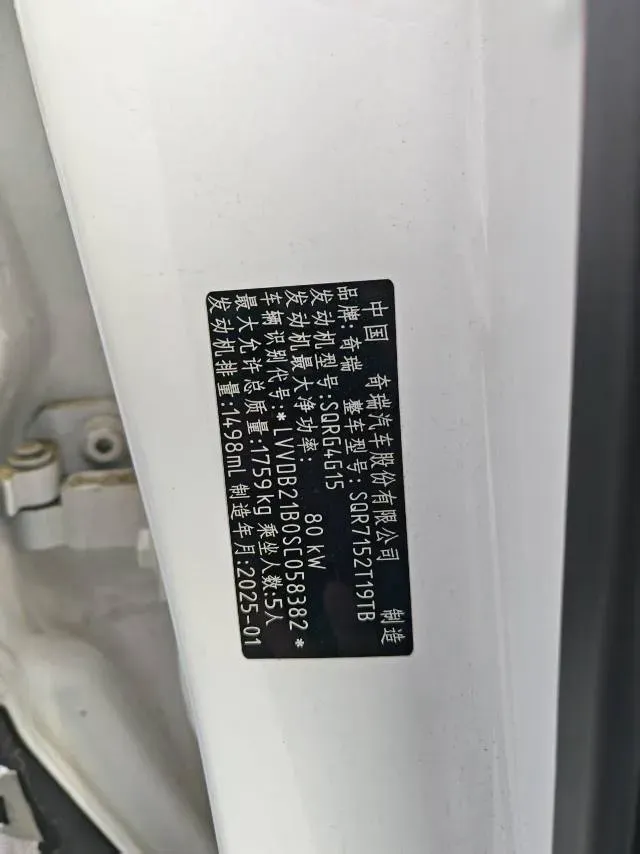 中国 奇瑞汽车股份有限公司 制造
品牌:奇瑞 整车型号:SQR7152T19TB
发动机型号:SQRG4G15
发动机最大净功率: 80kW
车辆识别代号:*LVVDB21B0SC058382*
最大允许总质量:1759kg 乘坐人数:5人
发动机排量:1498ml 制造年月:2025-01